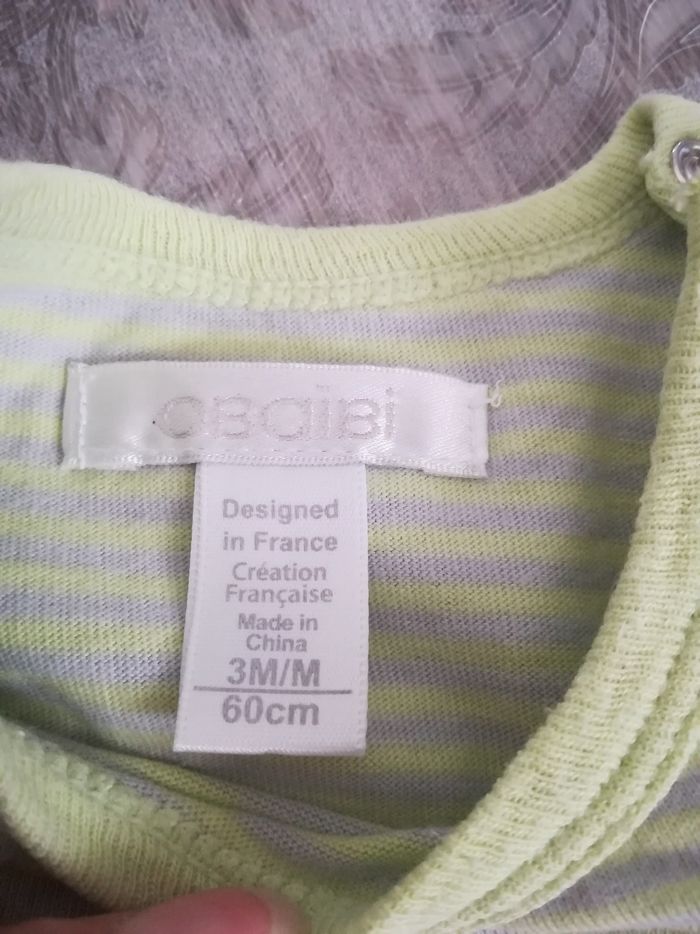 obaïbi
Designed
in France
Création
Française
Made in
China
3M/M
60cm